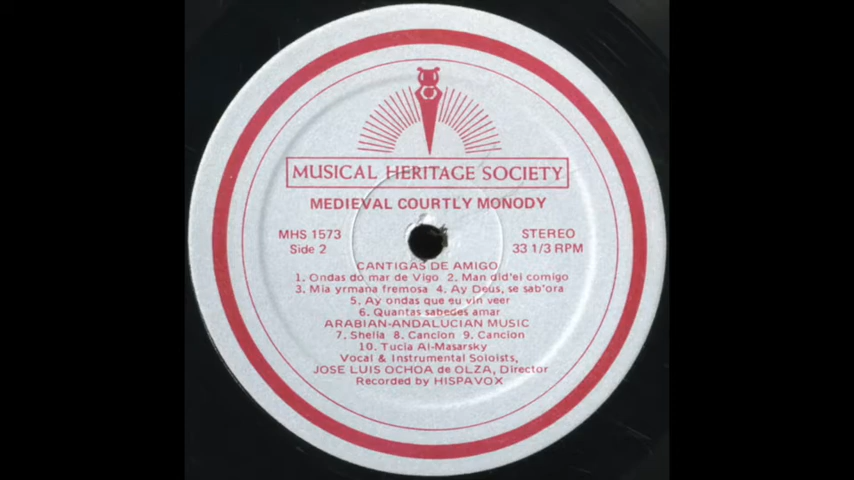 MUSICAL HERITAGE SOCIETY
MEDIEVAL COURTLY MONODY
MHS 1573 STEREO
Side 2 33 1/3 RPM
CANTIGAS DE AMIGO
1. Ondas do mar de Vigo 2. Man did'el comigo
3. Mia yrmana fremosa 4. Ay Deus, se sab'ora
5. Ay ondas que eu vin veer
6. Quantas sabedes amar
ARABIAN-ANDALUCIAN MUSIC
7. Shelia 8. Cancion 9. Cancion
10. Tucia Al-Masarsky
Vocal & Instrumental Soloists,
JOSE LUIS OCHOA de OLZA, Director
Recorded by HISPAVOX